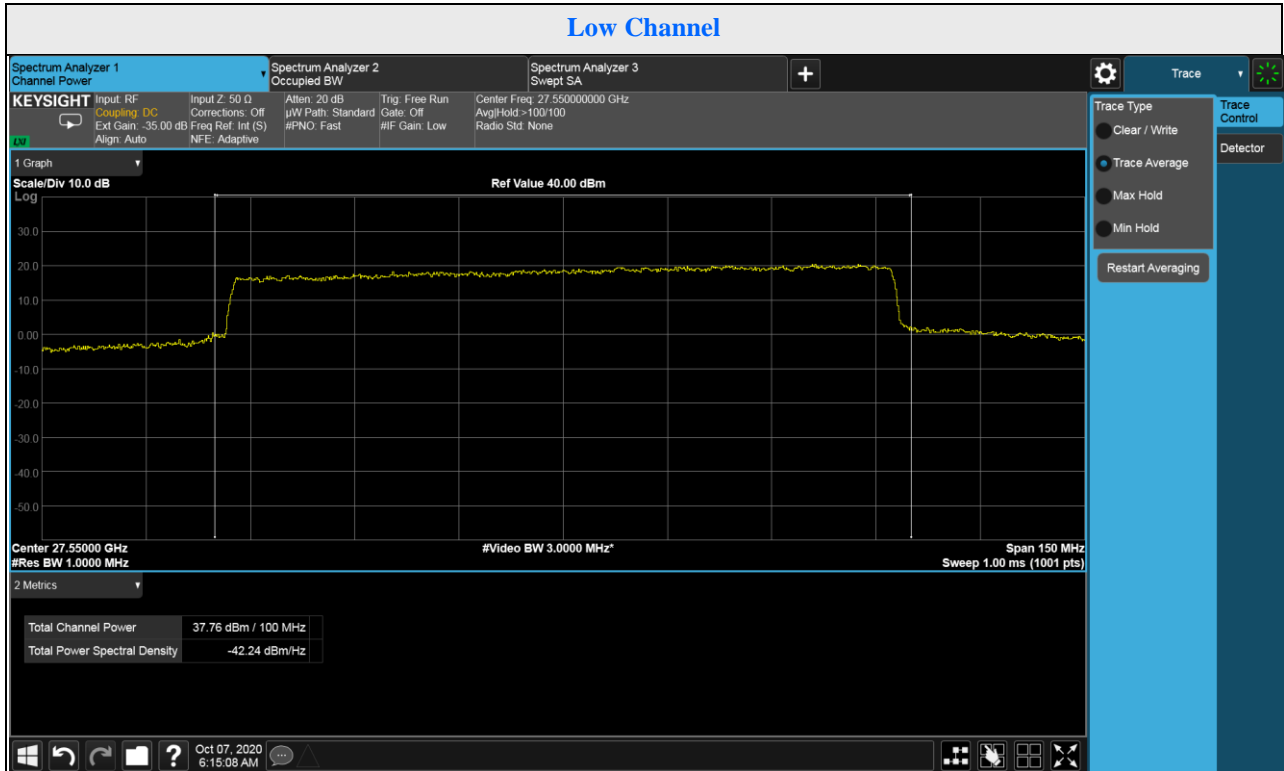 Low Channel
Spectrum Analyzer 1
Channel Power
Spectrum Analyzer 2
Occupied BW
Spectrum Analyzer 3
Swept SA
Trace
KEYSIGHT
Input: RF
Coupling: DC
Ext Gain: -35.00 dB
Align: Auto
Input Z: 50 Ω
Corrections: Off
Freq Ref: Int (S)
NFE: Adaptive
Atten: 20 dB
µW Path: Standard
#PNO: Fast
Trig: Free Run
Gate: Off
#IF Gain: Low
Center Freq: 27.550000000 GHz
Avg|Hold:>100/100
Radio Std: None
LXI
1 Graph
Scale/Div 10.0 dB
Ref Value 40.00 dBm
Log
30.0
20.0
10.0
0.00
-10.0
-20.0
-30.0
-40.0
-50.0
Center 27.55000 GHz
#Video BW 3.0000 MHz*
Span 150 MHz
#Res BW 1.0000 MHz
Sweep 1.00 ms (1001 pts)
2 Metrics
Total Channel Power 37.76 dBm / 100 MHz
Total Power Spectral Density -42.24 dBm/Hz
Trace Type
Clear / Write
Trace Average
Max Hold
Min Hold
Restart Averaging
Trace
Control
Detector
?
Oct 07, 2020
6:15:08 AM